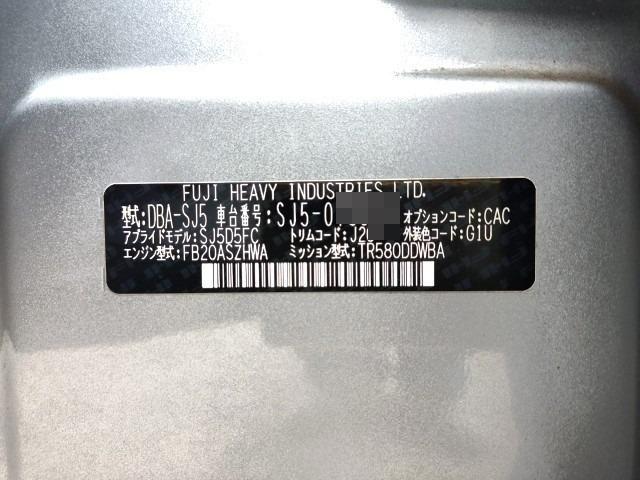 FUJI HEAVY INDUSTRIES LTD.
型式:DBA-SJ5 車台番号:SJ5-0 オプションコード:CAC
アプライドモデル:SJ5D5FC トリムコード:J20 外装色コード:G1U
エンジン型式:FB20ASZHWA ミッション型式:TR580DDWBA